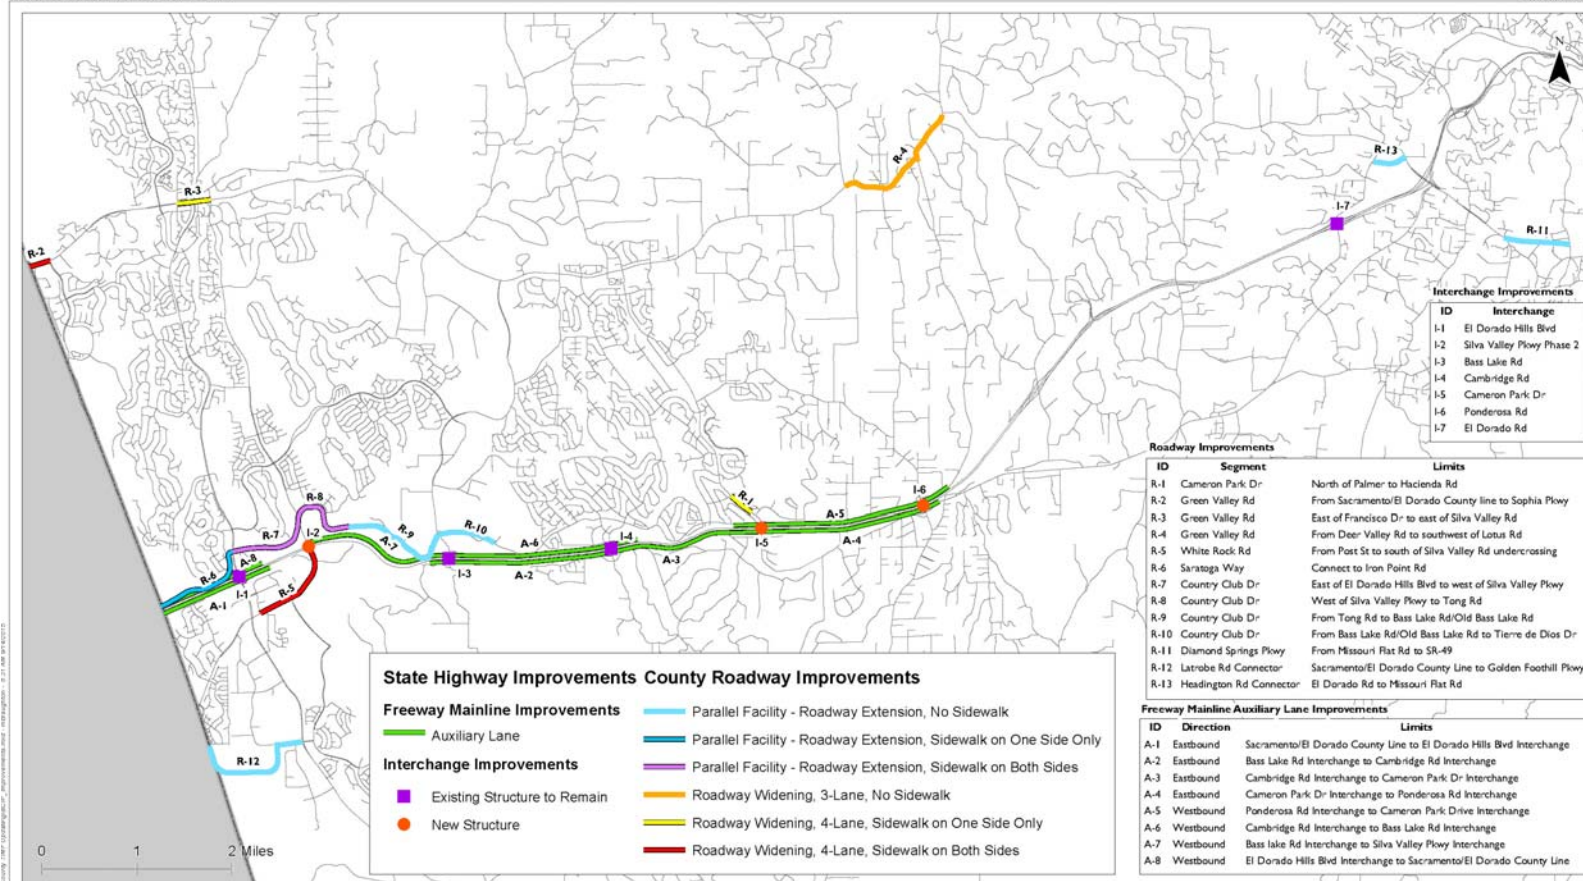 N
R-13
R-4
R-3
I-7
R-11
R-2
Interchange Improvements
ID Interchange
I-1 El Dorado Hills Blvd
I-2 Silva Valley Pkwy Phase 2
I-3 Bass Lake Rd
I-4 Cambridge Rd
I-5 Cameron Park Dr
I-6 Ponderosa Rd
I-7 El Dorado Rd
Roadway Improvements
ID Segment Limits
R-1 Cameron Park Dr North of Palmer to Hacienda Rd
R-2 Green Valley Rd From Sacramento/El Dorado County line to Sophia Pkwy
R-3 Green Valley Rd East of Francisco Dr to east of Silva Valley Rd
R-4 Green Valley Rd From Deer Valley Rd to southwest of Lotus Rd
R-5 White Rock Rd From Post St to south of Silva Valley Rd undercrossing
R-6 Saratoga Way Connect to Iron Point Rd
R-7 Country Club Dr East of El Dorado Hills Blvd to west of Silva Valley Pkwy
R-8 Country Club Dr West of Silva Valley Pkwy to Tong Rd
R-9 Country Club Dr From Tong Rd to Bass Lake Rd/Old Bass Lake Rd
R-10 Country Club Dr From Bass Lake Rd/Old Bass Lake Rd to Tierre de Dios Dr
R-11 Diamond Springs Pkwy From Missouri Flat Rd to SR-49
R-12 Latrobe Rd Connector Sacramento/El Dorado County Line to Golden Foothill Pkwy
R-13 Headington Rd Connector El Dorado Rd to Missouri Flat Rd
I-6
R-8
R-1
A-5
R-10
R-7
I-2
R-9
A-7
A-6
I-4
I-5
A-4
A-8
A-3
R-6
I-3
A-2
I-1
R-5
A-1
State Highway Improvements County Roadway Improvements
Freeway Mainline Improvements
Auxiliary Lane
Interchange Improvements
Existing Structure to Remain
New Structure
Parallel Facility - Roadway Extension, No Sidewalk
Parallel Facility - Roadway Extension, Sidewalk on One Side Only
Parallel Facility - Roadway Extension, Sidewalk on Both Sides
Roadway Widening, 3-Lane, No Sidewalk
Roadway Widening, 4-Lane, Sidewalk on One Side Only
Roadway Widening, 4-Lane, Sidewalk on Both Sides
Freeway Mainline Auxiliary Lane Improvements
ID Direction Limits
A-1 Eastbound Sacramento/El Dorado County Line to El Dorado Hills Blvd Interchange
A-2 Eastbound Bass Lake Rd Interchange to Cambridge Rd Interchange
A-3 Eastbound Cambridge Rd Interchange to Cameron Park Dr Interchange
A-4 Eastbound Cameron Park Dr Interchange to Ponderosa Rd Interchange
A-5 Westbound Ponderosa Rd Interchange to Cameron Park Drive Interchange
A-6 Westbound Cambridge Rd Interchange to Bass Lake Rd Interchange
A-7 Westbound Bass lake Rd Interchange to Silva Valley Pkwy Interchange
A-8 Westbound El Dorado Hills Blvd Interchange to Sacramento/El Dorado County Line
R-12
0 1 2 Miles